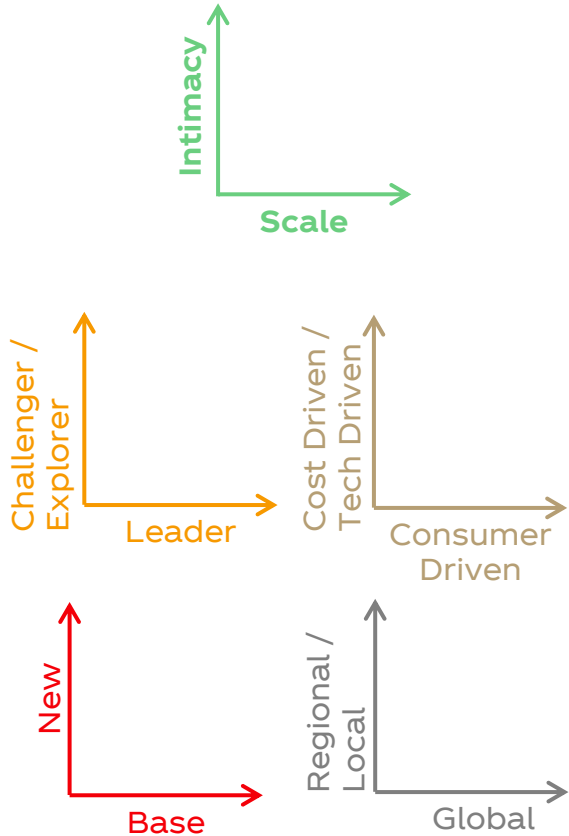 Intimacy
Scale
Challenger /
Explorer
Leader
Cost Driven /
Tech Driven
Consumer
Driven
New
Base
Regional /
Local
Global